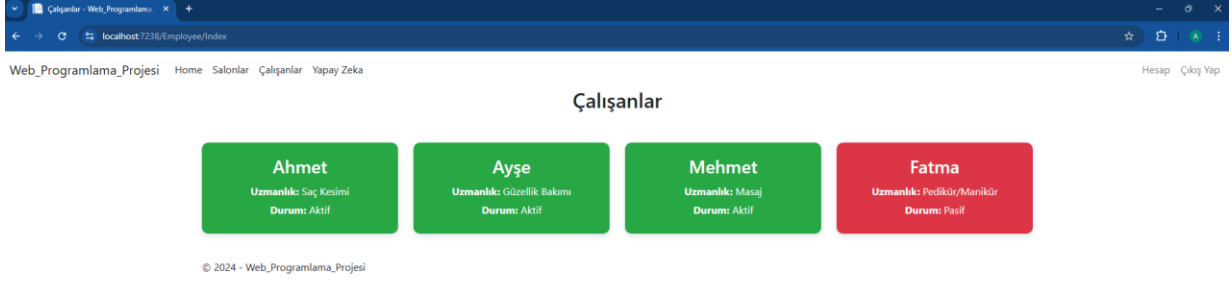 Çalışanlar - Web_Programlama_
localhost:7238/Employee/Index
A
Web_Programlama_Projesi Home Salonlar Çalışanlar Yapay Zeka Hesap Çıkış Yap
Çalışanlar
Ahmet
Uzmanlık: Saç Kesimi
Durum: Aktif
Ayşe
Uzmanlık: Güzellik Bakımı
Durum: Aktif
Mehmet
Uzmanlık: Masaj
Durum: Aktif
Fatma
Uzmanlık: Pedikür/Manikür
Durum: Pasif
© 2024 - Web_Programlama_Projesi